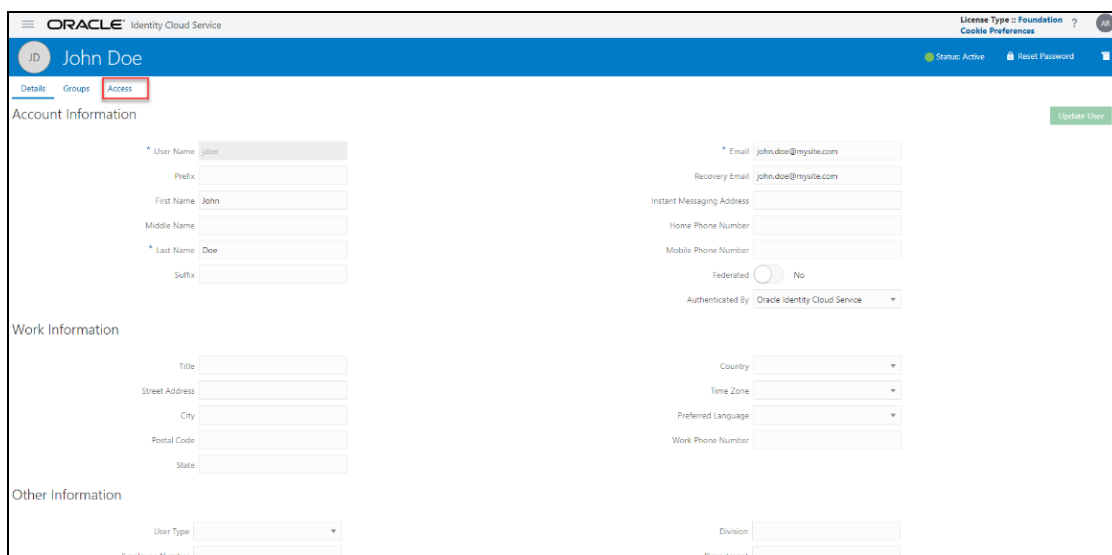 ORACLE Identity Cloud Service
License Type :: Foundation ? AR
Cookie Preferences
JD John Doe Status: Active Reset Password
Details Groups Access
Account Information Update User
* User Name jdoe
* Email john.doe@mysite.com
Prefix
Recovery Email john.doe@mysite.com
First Name John
Instant Messaging Address
Middle Name
Home Phone Number
* Last Name Doe
Mobile Phone Number
Suffix
Federated No
Authenticated By Oracle Identity Cloud Service
Work Information
Title
Country
Street Address
Time Zone
City
Preferred Language
Postal Code
Work Phone Number
State
Other Information
User Type
Division